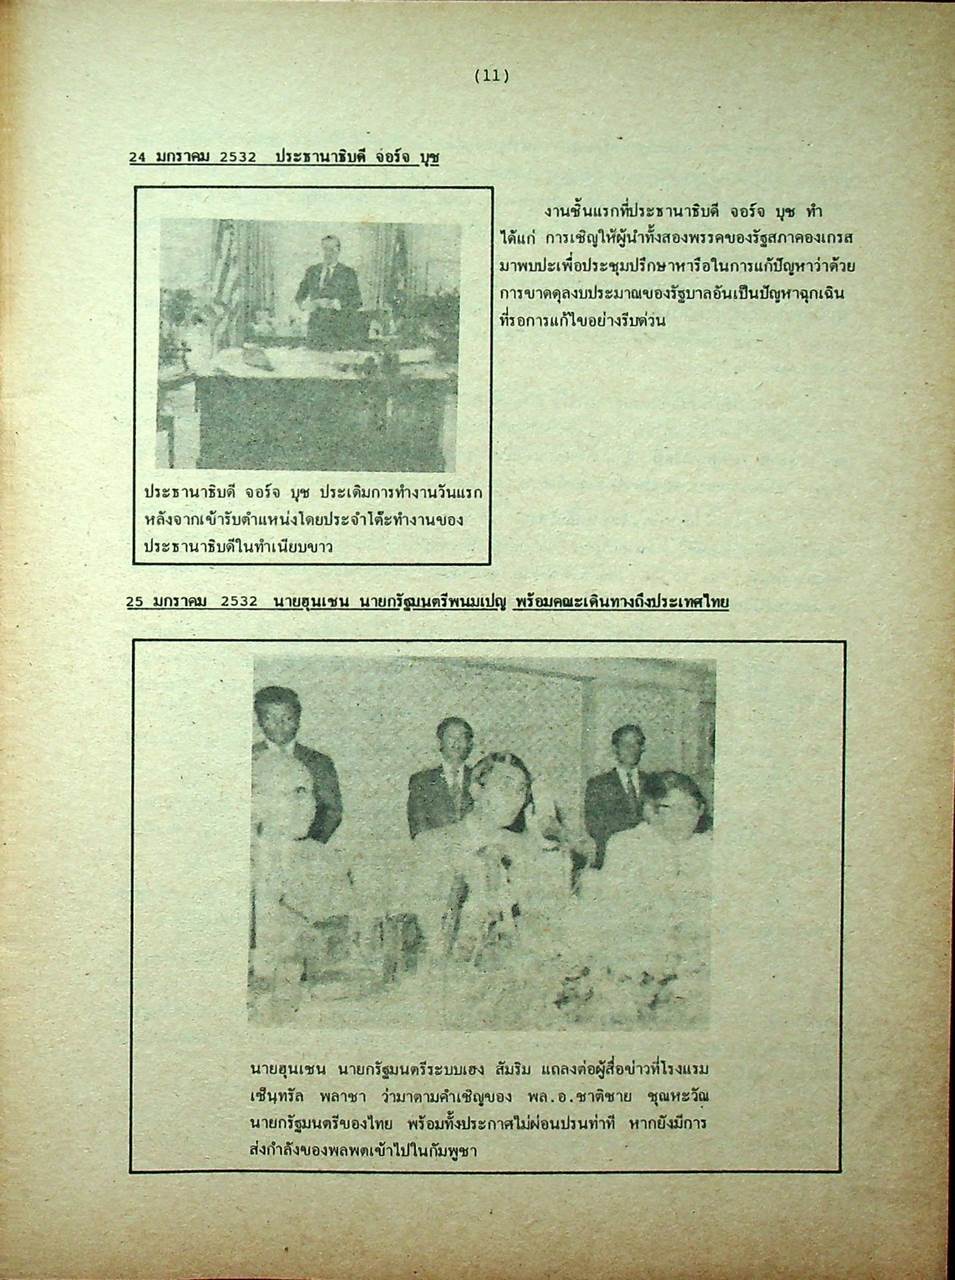 (11)
24 มกราคม 2532 ประธานาธิบดี จอร์จ บุช
งานชิ้นแรกที่ประธานาธิบดี จอร์จ บุช ทำ
ได้แก่ การเชิญให้ผู้นำทั้งสองพรรคของรัฐสภาคองเกรส
มาพบปะเพื่อประชุมปรึกษาหารือในการแก้ปัญหาว่าด้วย
การขาดดุลงบประมาณของรัฐบาลอันเป็นปัญหาฉุกเฉิน
ที่รอการแก้ไขอย่างรีบด่วน
ประธานาธิบดี จอร์จ บุช ประเดิมการทำงานวันแรก
หลังจากเข้ารับตำแหน่งโดยประจำโต๊ะทำงานของ
ประธานาธิบดีในทำเนียบขาว
25 มกราคม 2532 นายฮุนเซน นายกรัฐมนตรีพนมเปญ พร้อมคณะเดินทางถึงประเทศไทย
นายฮุนเซน นายกรัฐมนตรีระบบเฮง สัมริม แถลงต่อผู้สื่อข่าวที่โรงแรม
เซ็นทรัล พลาซา ว่ามาตามคำเชิญของ พล.อ.ชาติชาย ชุณหะวัณ
นายกรัฐมนตรีของไทย พร้อมทั้งประกาศไม่ผ่อนปรนท่าที หากยังมีการ
ส่งกำลังของพลพตเข้าไปในกัมพูชา